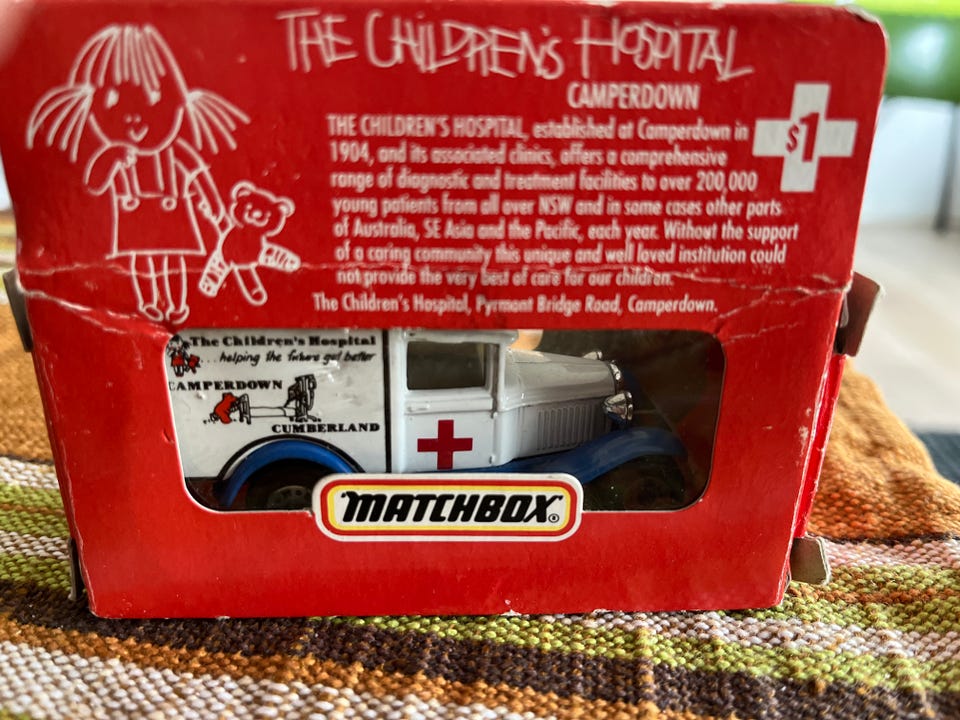 THE CHILDREN'S HOSPITAL
CAMPERDOWN
$1
THE CHILDREN'S HOSPITAL, established at Camperdown in
1904, and its associated clinics, offers a comprehensive
range of diagnostic and treatment facilities to over 200,000
young patients from all over NSW and in some cases other parts
of Australia, SE Asia and the Pacific, each year. Without the support
of a caring community this unique and well loved institution could
not provide the very best of care for our children.
The Children's Hospital, Pyrmont Bridge Road, Camperdown.
The Children's Hospital
...helping the future get better
CAMPERDOWN
CUMBERLAND
MATCHBOX®